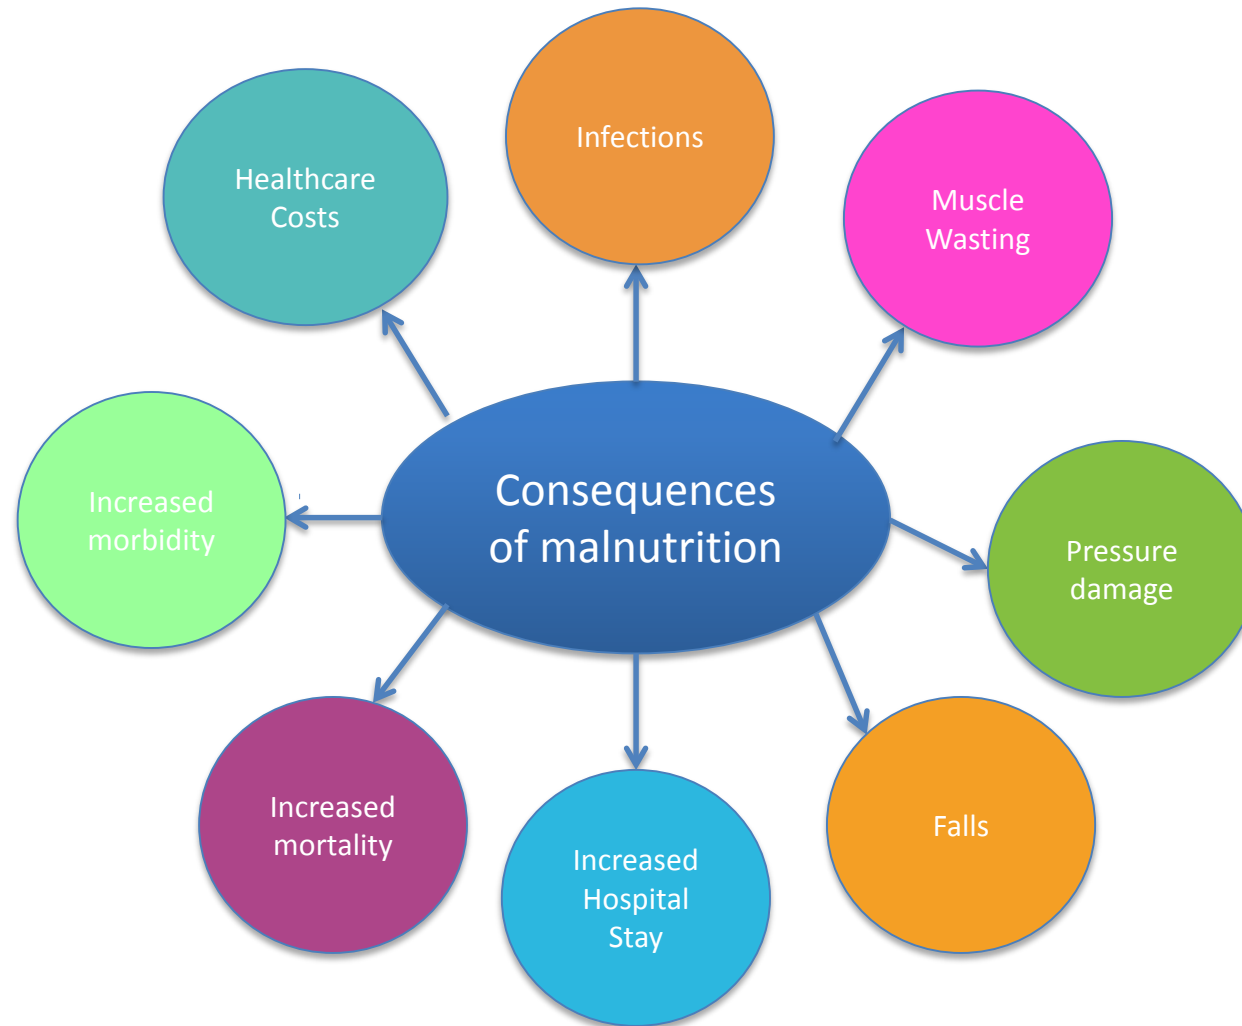 Infections
Healthcare
Costs
Muscle
Wasting
Consequences
of malnutrition
Increased
morbidity
Pressure
damage
Increased
mortality
Falls
Increased
Hospital
Stay